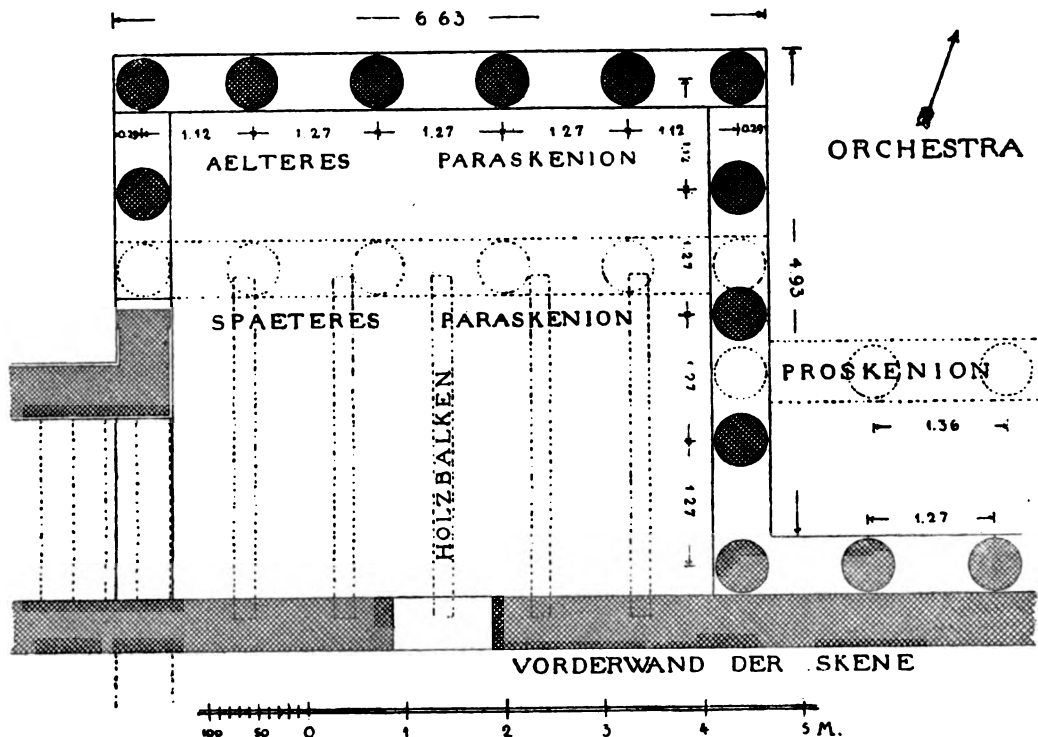 6 63
ORCHESTRA
0.29 1.12 1.27 1.27 1.27 1.12 0.29
AELTERES PARASKENION
1.12
1.27
4.93
SPAETERES PARASKENION
1.27
PROSKENION
HOLZBALKEN
1.36
1.27
1.27
VORDERWAND DER SKENE
100 50 0 1 2 3 4 5 M.